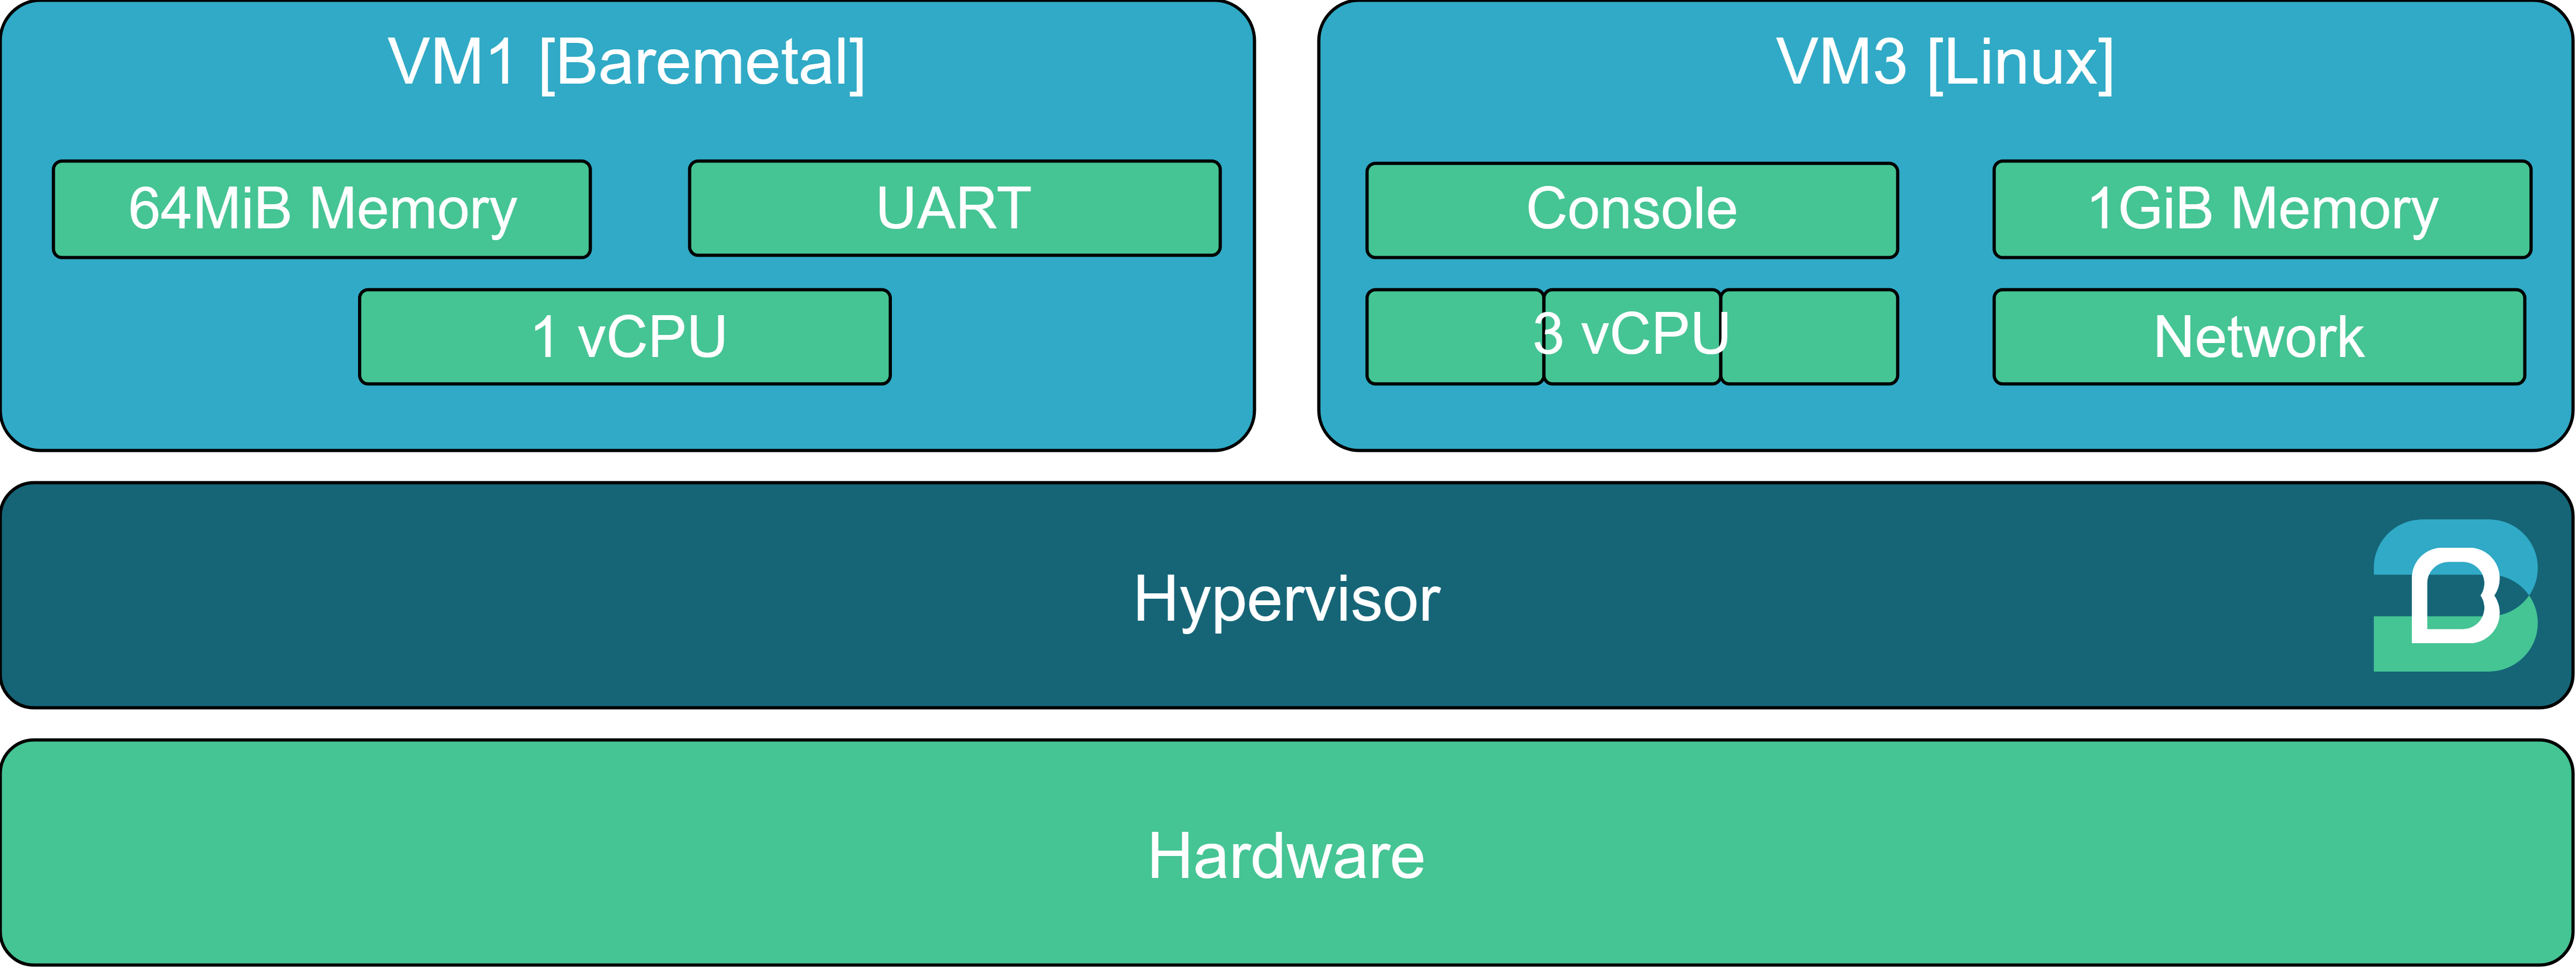 VM1 [Baremetal]
64MiB Memory
UART
1 vCPU
VM3 [Linux]
Console
1GiB Memory
3 vCPU
Network
Hypervisor
B
Hardware